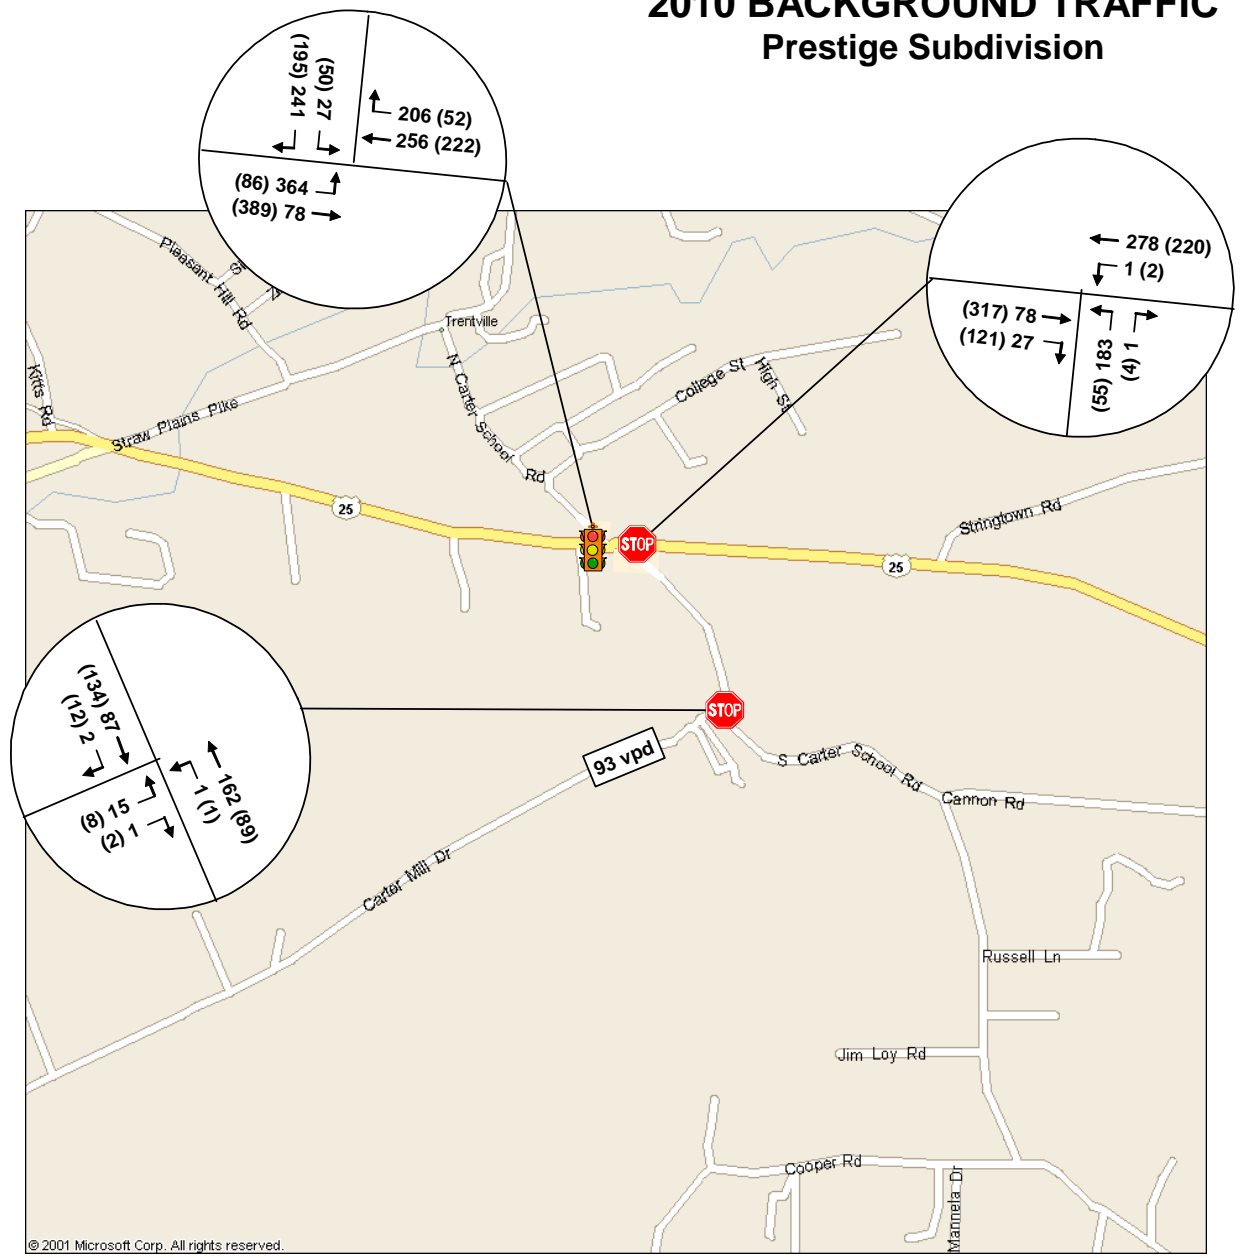 2010 BACKGROUND TRAFFIC
Prestige Subdivision
(50) 27
(195) 241
206 (52)
256 (222)
(86) 364
(389) 78
278 (220)
1 (2)
(317) 78
(121) 27
(55) 183
(4) 1
Pleasant Hill Rd
Trentville
N Carter School Rd
Kitts Rd
Straw Plains Pike
College St
High St
25
STOP
Stringtown Rd
25
(134) 87
(12) 2
162 (89)
1 (1)
(8) 15
(2) 1
STOP
93 vpd
S Carter School Rd
Cannon Rd
Carter Mill Dr
Russell Ln
Jim Loy Rd
Cooper Rd
Mannela Dr
© 2001 Microsoft Corp. All rights reserved.